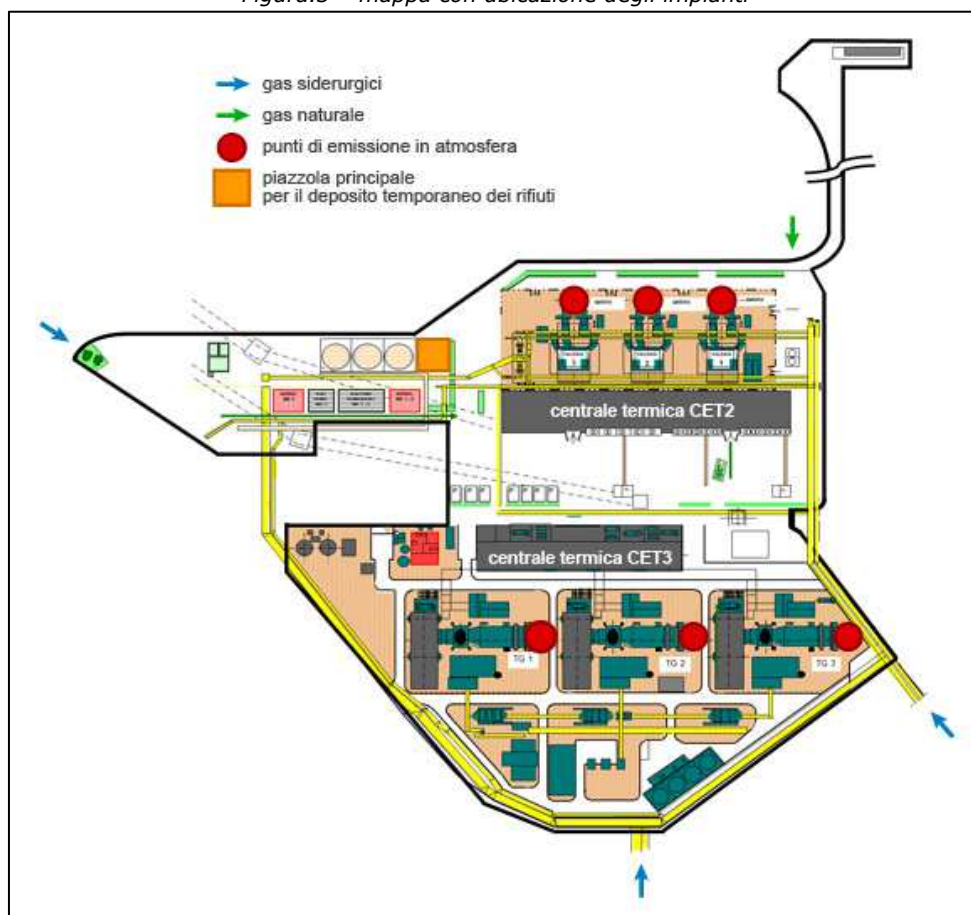 Figura.3 – mappa con ubicazione degli impianti
gas siderurgici
gas naturale
punti di emissione in atmosfera
piazzola principale
per il deposito temporaneo dei rifiuti
centrale termica CET2
centrale termica CET3
TG 1
TG 2
TG 3